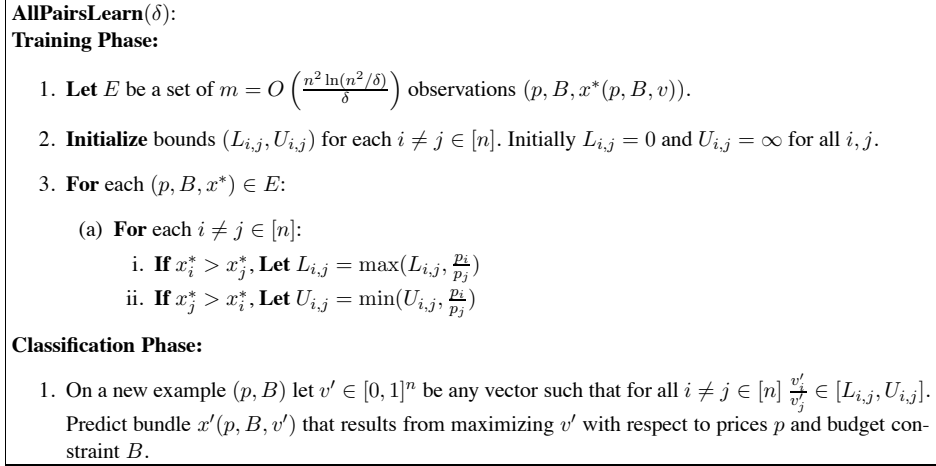 AllPairsLearn(δ):
Training Phase:
1. Let E be a set of m = O(n² ln(n²/δ)/δ) observations (p, B, x*(p, B, v)).
2. Initialize bounds (L_{i,j}, U_{i,j}) for each i ≠ j ∈ [n]. Initially L_{i,j} = 0 and U_{i,j} = ∞ for all i, j.
3. For each (p, B, x*) ∈ E:
(a) For each i ≠ j ∈ [n]:
i. If x*_i > x*_j, Let L_{i,j} = max(L_{i,j}, p_i/p_j)
ii. If x*_j > x*_i, Let U_{i,j} = min(U_{i,j}, p_i/p_j)
Classification Phase:
1. On a new example (p, B) let v′ ∈ [0, 1]^n be any vector such that for all i ≠ j ∈ [n] v′_i/v′_j ∈ [L_{i,j}, U_{i,j}].
Predict bundle x′(p, B, v′) that results from maximizing v′ with respect to prices p and budget con-
straint B.